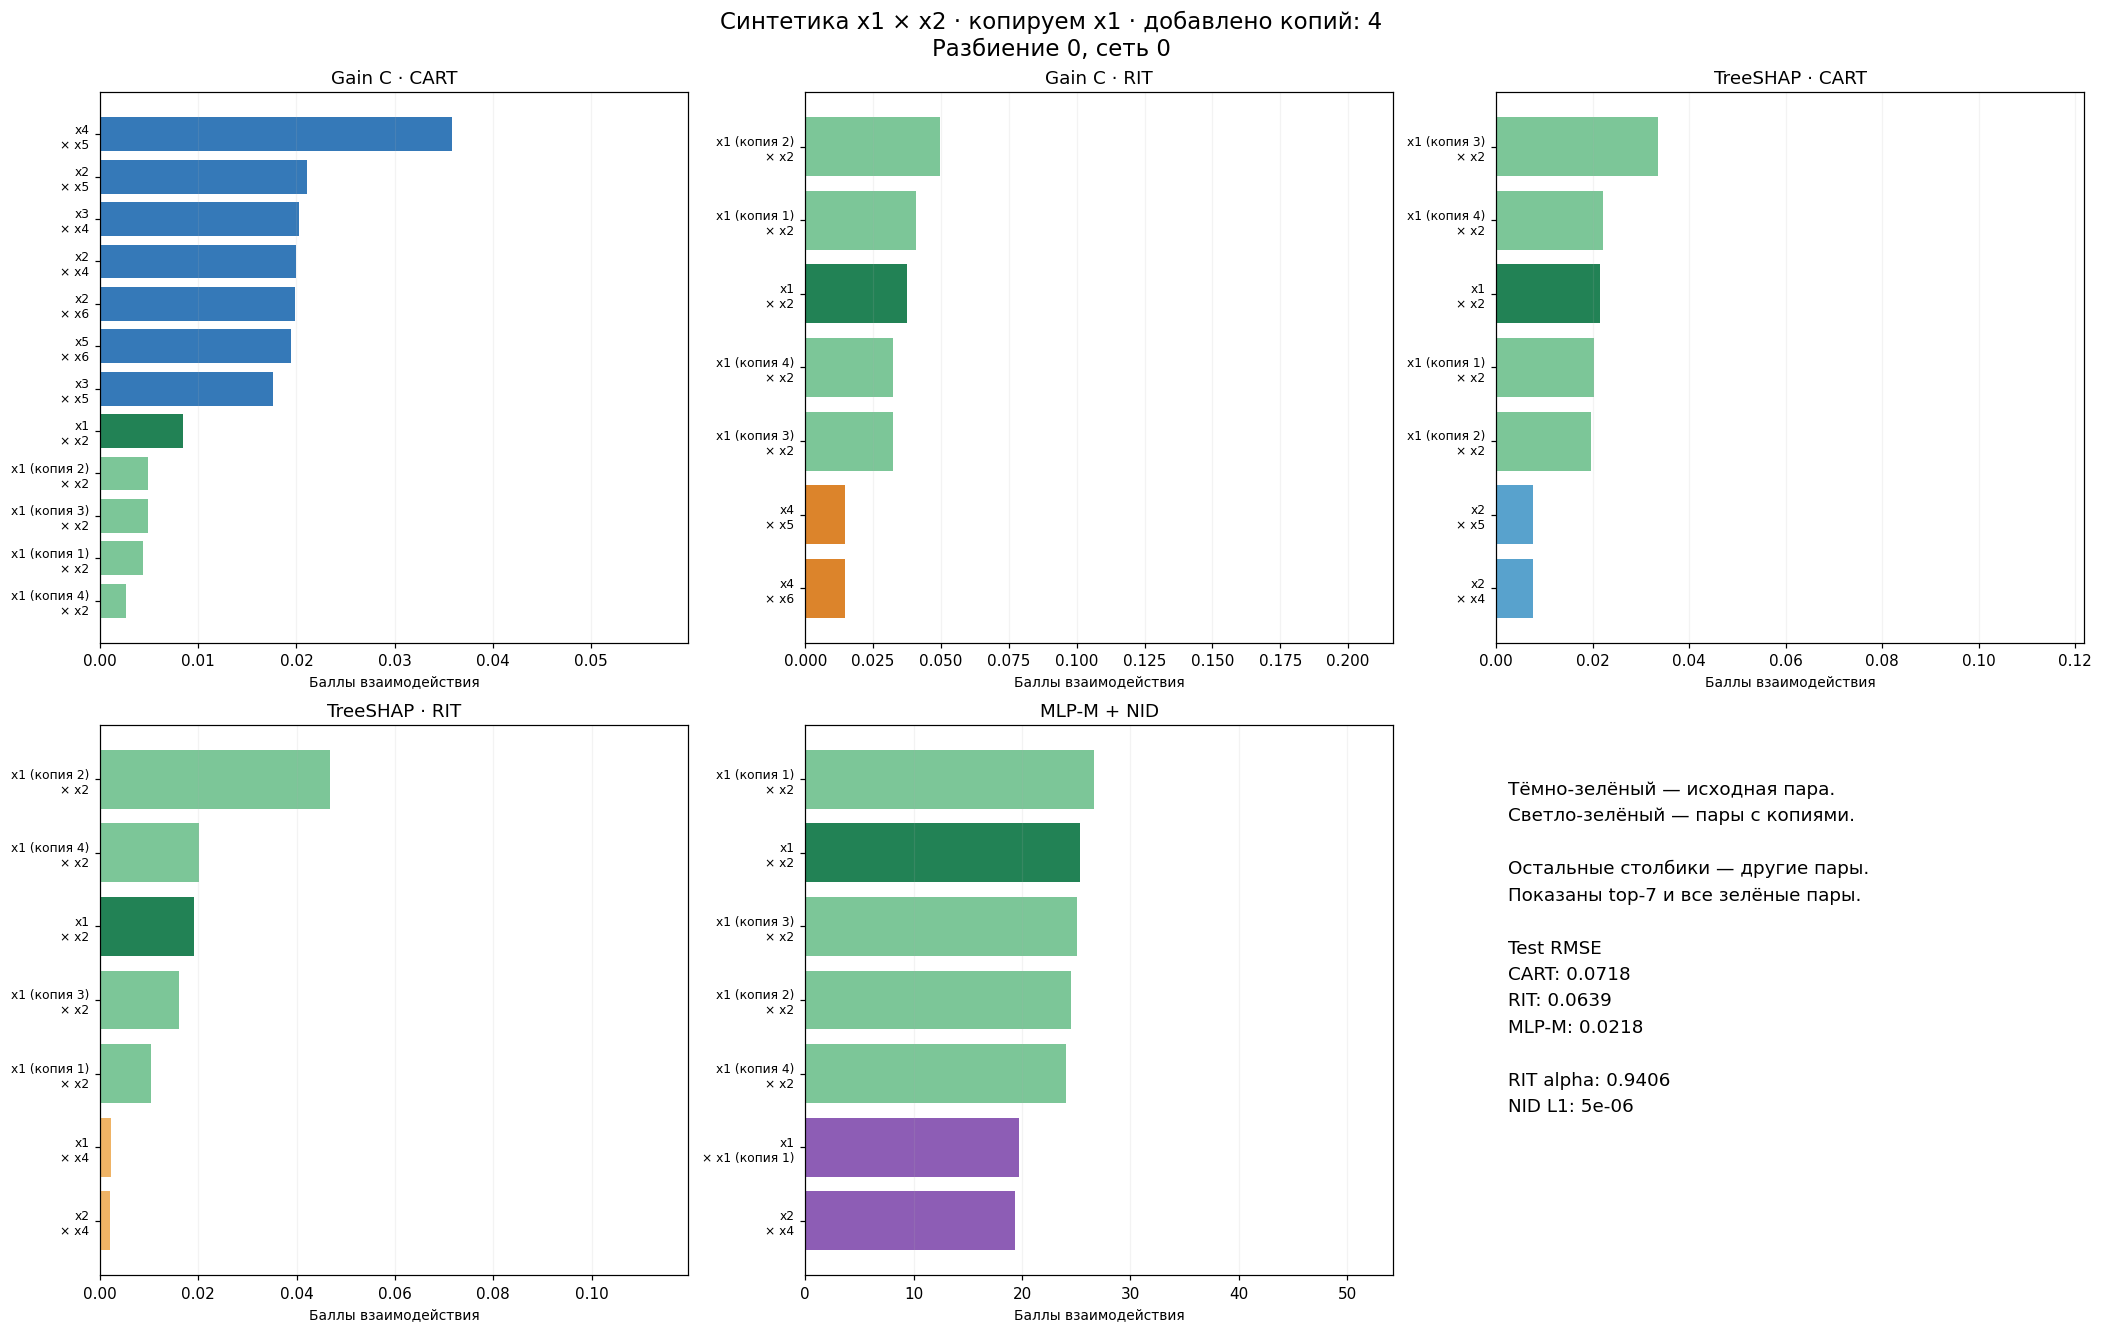 Синтетика x1 × x2 · копируем x1 · добавлено копий: 4
Разбиение 0, сеть 0
Gain C · CART
x4
× x5
x2
× x5
x3
× x4
x2
× x4
x2
× x6
x5
× x6
x3
× x5
x1
× x2
x1 (копия 2)
× x2
x1 (копия 3)
× x2
x1 (копия 1)
× x2
x1 (копия 4)
× x2
0.00 0.01 0.02 0.03 0.04 0.05
Баллы взаимодействия
Gain C · RIT
x1 (копия 2)
× x2
x1 (копия 1)
× x2
x1
× x2
x1 (копия 4)
× x2
x1 (копия 3)
× x2
x4
× x5
x4
× x6
0.000 0.025 0.050 0.075 0.100 0.125 0.150 0.175 0.200
Баллы взаимодействия
TreeSHAP · CART
x1 (копия 3)
× x2
x1 (копия 4)
× x2
x1
× x2
x1 (копия 1)
× x2
x1 (копия 2)
× x2
x2
× x5
x2
× x4
0.00 0.02 0.04 0.06 0.08 0.10 0.12
Баллы взаимодействия
TreeSHAP · RIT
x1 (копия 2)
× x2
x1 (копия 4)
× x2
x1
× x2
x1 (копия 3)
× x2
x1 (копия 1)
× x2
x1
× x4
x2
× x4
0.00 0.02 0.04 0.06 0.08 0.10
Баллы взаимодействия
MLP-M + NID
x1 (копия 1)
× x2
x1
× x2
x1 (копия 3)
× x2
x1 (копия 2)
× x2
x1 (копия 4)
× x2
x1
× x1 (копия 1)
x2
× x4
0 10 20 30 40 50
Баллы взаимодействия
Тёмно-зелёный — исходная пара.
Светло-зелёный — пары с копиями.
Остальные столбики — другие пары.
Показаны top-7 и все зелёные пары.
Test RMSE
CART: 0.0718
RIT: 0.0639
MLP-M: 0.0218
RIT alpha: 0.9406
NID L1: 5e-06